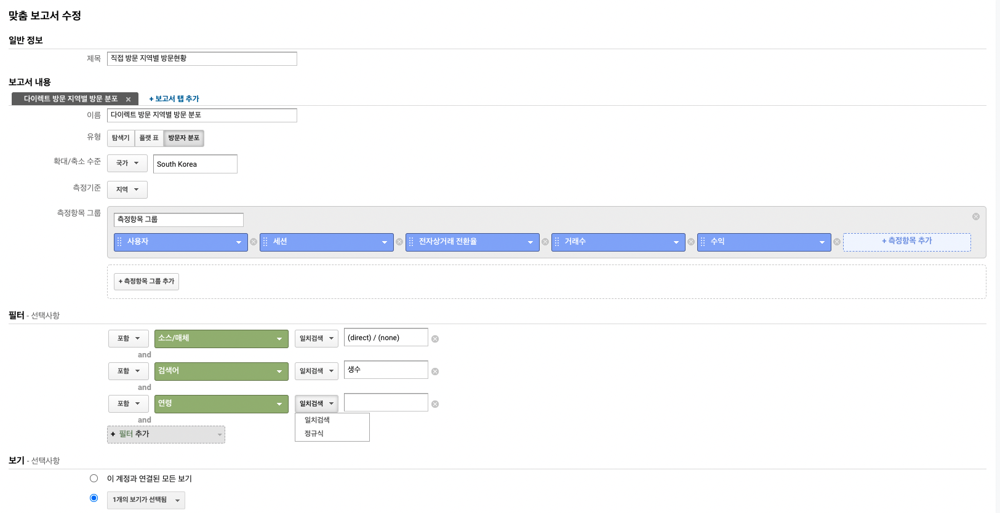 맞춤 보고서 수정
일반 정보
제목 직접 방문 지역별 방문현황
보고서 내용
다이렉트 방문 지역별 방문 분포 × + 보고서 탭 추가
이름 다이렉트 방문 지역별 방문 분포
유형 탐색기 플랫 표 방문자 분포
확대/축소 수준 국가 South Korea
측정기준 지역
측정항목 그룹 측정항목 그룹
사용자 세션 전자상거래 전환율 거래수 수익 + 측정항목 추가
+ 측정항목 그룹 추가
필터 - 선택사항
포함 소스/매체 일치검색 (direct) / (none)
and
포함 검색어 일치검색 생수
and
포함 연령 일치검색
and
일치검색
+ 필터 추가 정규식
보기 - 선택사항
이 계정과 연결된 모든 보기
1개의 보기가 선택됨